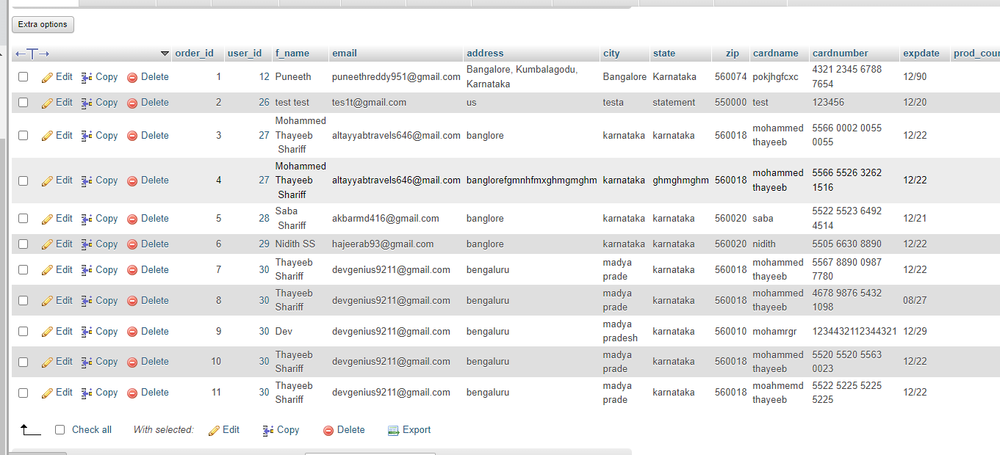 Extra options
←T→ order_id user_id f_name email address city state zip cardname cardnumber expdate prod_cou
Edit Copy Delete 1 12 Puneeth puneethreddy951@gmail.com Bangalore, Kumbalagodu, Karnataka Bangalore Karnataka 560074 pokjhgfcxc 4321 2345 6788 7654 12/90
Edit Copy Delete 2 26 test test tes1t@gmail.com us testa statement 550000 test 123456 12/20
Edit Copy Delete 3 27 Mohammed Thayeeb Shariff altayyabtravels646@mail.com banglore karnataka karnataka 560018 mohammed thayeeb 5566 0002 0055 0055 12/22
Edit Copy Delete 4 27 Mohammed Thayeeb Shariff altayyabtravels646@mail.com banglorefgmnhfmxghmgmghm karnataka ghmghmghm 560018 mohammed thayeeb 5566 5526 3262 1516 12/22
Edit Copy Delete 5 28 Saba Shariff akbarmd416@gmail.com banglore karnataka karnataka 560020 saba 5522 5523 6492 4514 12/21
Edit Copy Delete 6 29 Nidith SS hajeerab93@gmail.com banglore karnataka karnataka 560020 nidith 5505 6630 8890 12/22
Edit Copy Delete 7 30 Thayeeb Shariff devgenius9211@gmail.com bengaluru madya prade karnataka 560018 mohammed thayeeb 5567 8890 0987 7780 12/22
Edit Copy Delete 8 30 Thayeeb Shariff devgenius9211@gmail.com bengaluru madya prade karnataka 560018 mohammed thayeeb 4678 9876 5432 1098 08/27
Edit Copy Delete 9 30 Dev devgenius9211@gmail.com bengaluru madya pradesh karnataka 560010 mohamrgr 1234432112344321 12/29
Edit Copy Delete 10 30 Thayeeb Shariff devgenius9211@gmail.com bengaluru madya prade karnataka 560018 mohammed thayeeb 5520 5520 5563 0023 12/22
Edit Copy Delete 11 30 Thayeeb Shariff devgenius9211@gmail.com bengaluru madya prade karnataka 560018 moahmemd thayeeb 5522 5225 5225 5225 12/22
Check all With selected: Edit Copy Delete Export